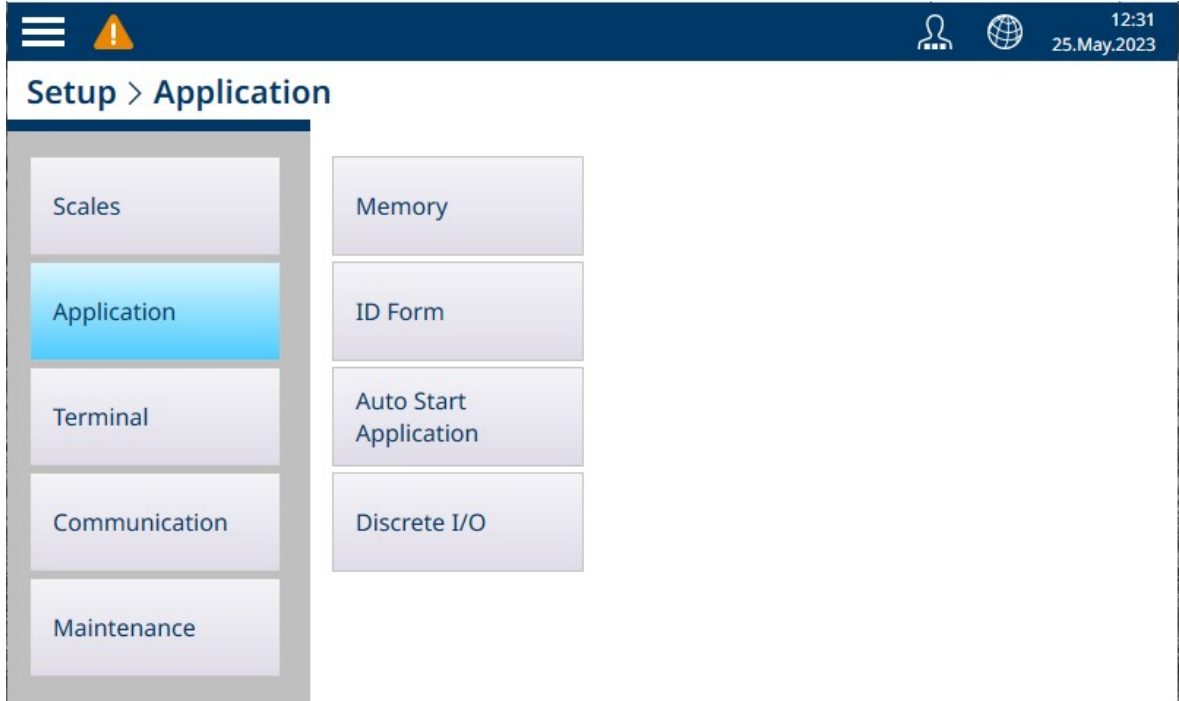 12:31
25.May.2023
Setup > Application
Scales
Application
Terminal
Communication
Maintenance
Memory
ID Form
Auto Start
Application
Discrete I/O